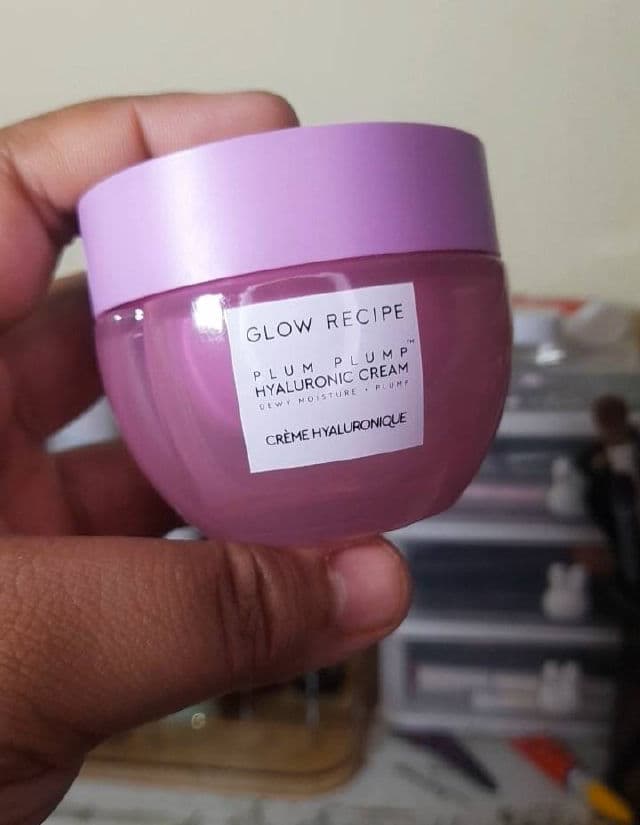 GLOW RECIPE
PLUM PLUMP™
HYALURONIC CREAM
DEWY MOISTURE • PLUMP
CRÈME HYALURONIQUE